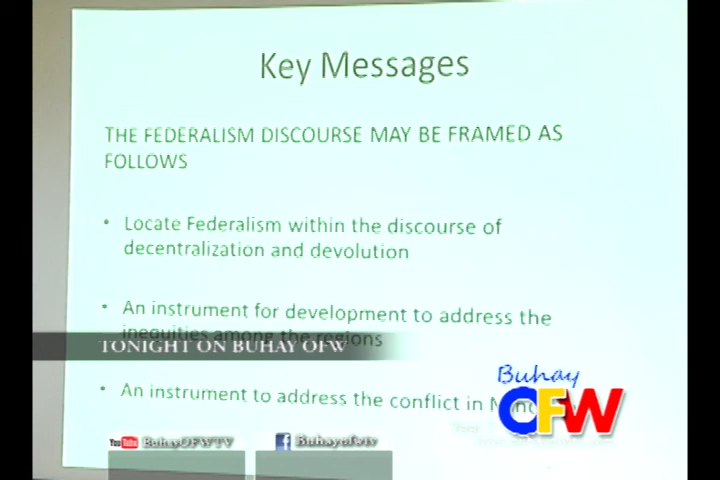 Key Messages
THE FEDERALISM DISCOURSE MAY BE FRAMED AS
FOLLOWS
• Locate Federalism within the discourse of
decentralization and devolution
• An instrument for development to address the
inequities among the regions
TONIGHT ON BUHAY OFW
• An instrument to address the conflict in
Buhay
OFW
YouTube BuhayOFWTV
Buhayofwtv